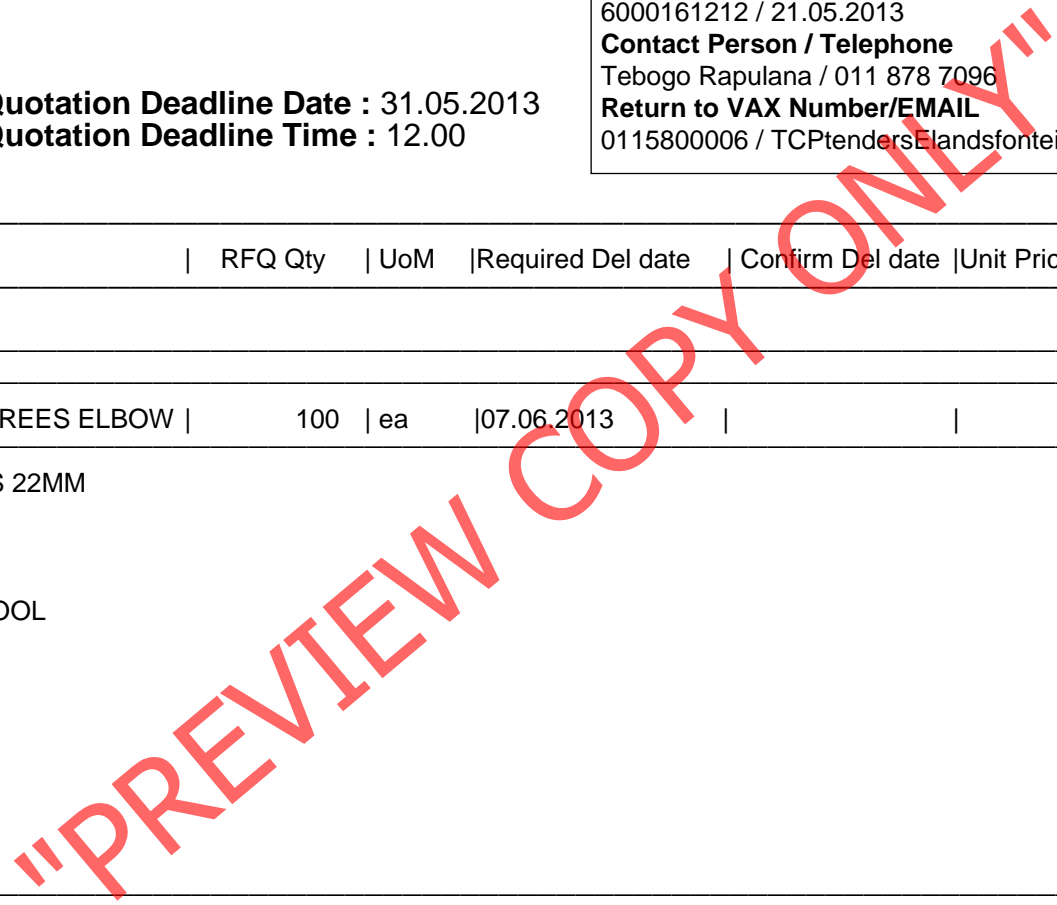 6000161212 / 21.05.2013
Contact Person / Telephone
Tebogo Rapulana / 011 878 7096
Return to VAX Number/EMAIL
0115800006 / TCPtendersElandsfontei
Quotation Deadline Date : 31.05.2013
Quotation Deadline Time : 12.00
| RFQ Qty | UoM |Required Del date | Confirm Del date |Unit Pric
REES ELBOW | 100 | ea |07.06.2013 | |
S 22MM
OOL
"PREVIEW COPY ONLY"